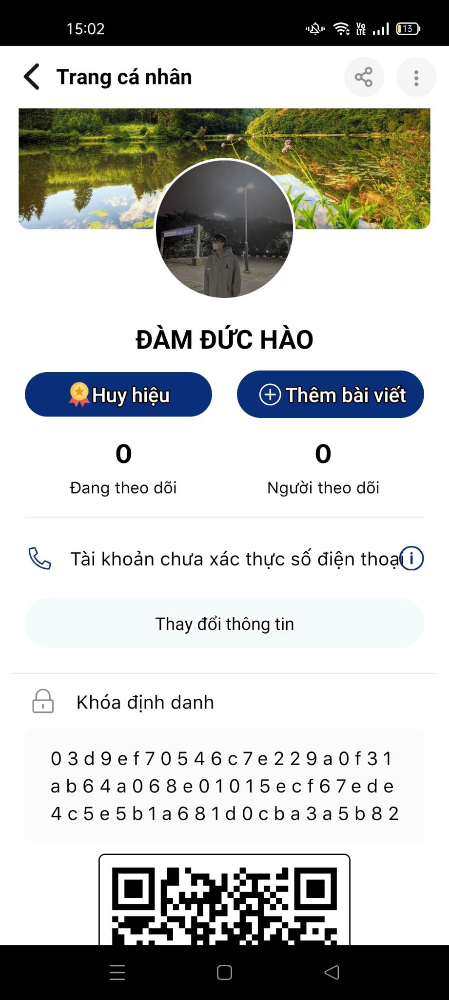 15:02
Vo
LTE
13
Trang cá nhân
ĐÀM ĐỨC HÀO
Huy hiệu
Thêm bài viết
0
0
Đang theo dõi
Người theo dõi
Tài khoản chưa xác thực số điện thoại
Thay đổi thông tin
Khóa định danh
03d9ef70546c7e229a0f31
ab64a068e01015ecf67ede
4c5e5b1a681d0cba3a5b82